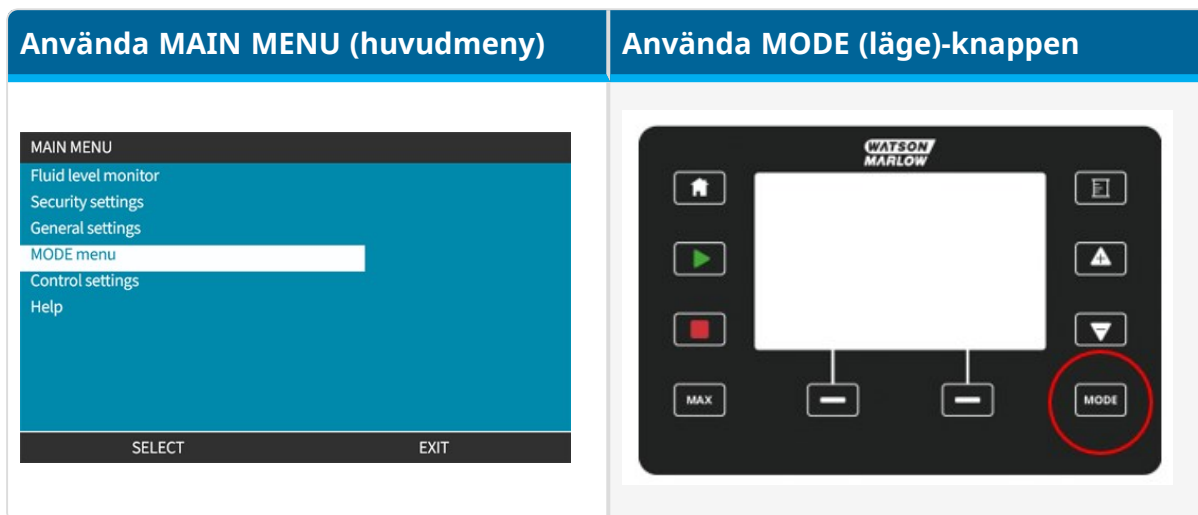 Använda MAIN MENU (huvudmeny)
Använda MODE (läge)-knappen
MAIN MENU
Fluid level monitor
Security settings
General settings
MODE menu
Control settings
Help
SELECT
EXIT
WATSON
MARLOW
MAX
MODE